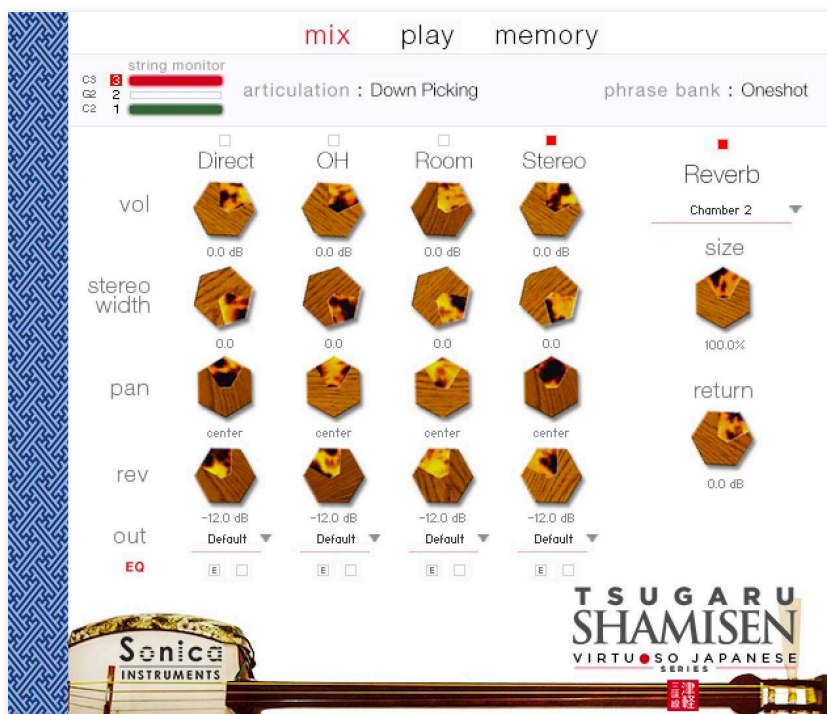 mix play memory
string monitor
C3 3
G2 2
C2 1
articulation : Down Picking
phrase bank : Oneshot
Direct OH Room Stereo
Reverb
Chamber 2
vol
0.0 dB 0.0 dB 0.0 dB 0.0 dB
size
100.0%
stereo
width
0.0 0.0 0.0 0.0
pan
center center center center
return
0.0 dB
rev
-12.0 dB -12.0 dB -12.0 dB -12.0 dB
out Default Default Default Default
EQ E E E E
Sonica
INSTRUMENTS
TSUGARU
SHAMISEN
VIRTUOSO JAPANESE
SERIES